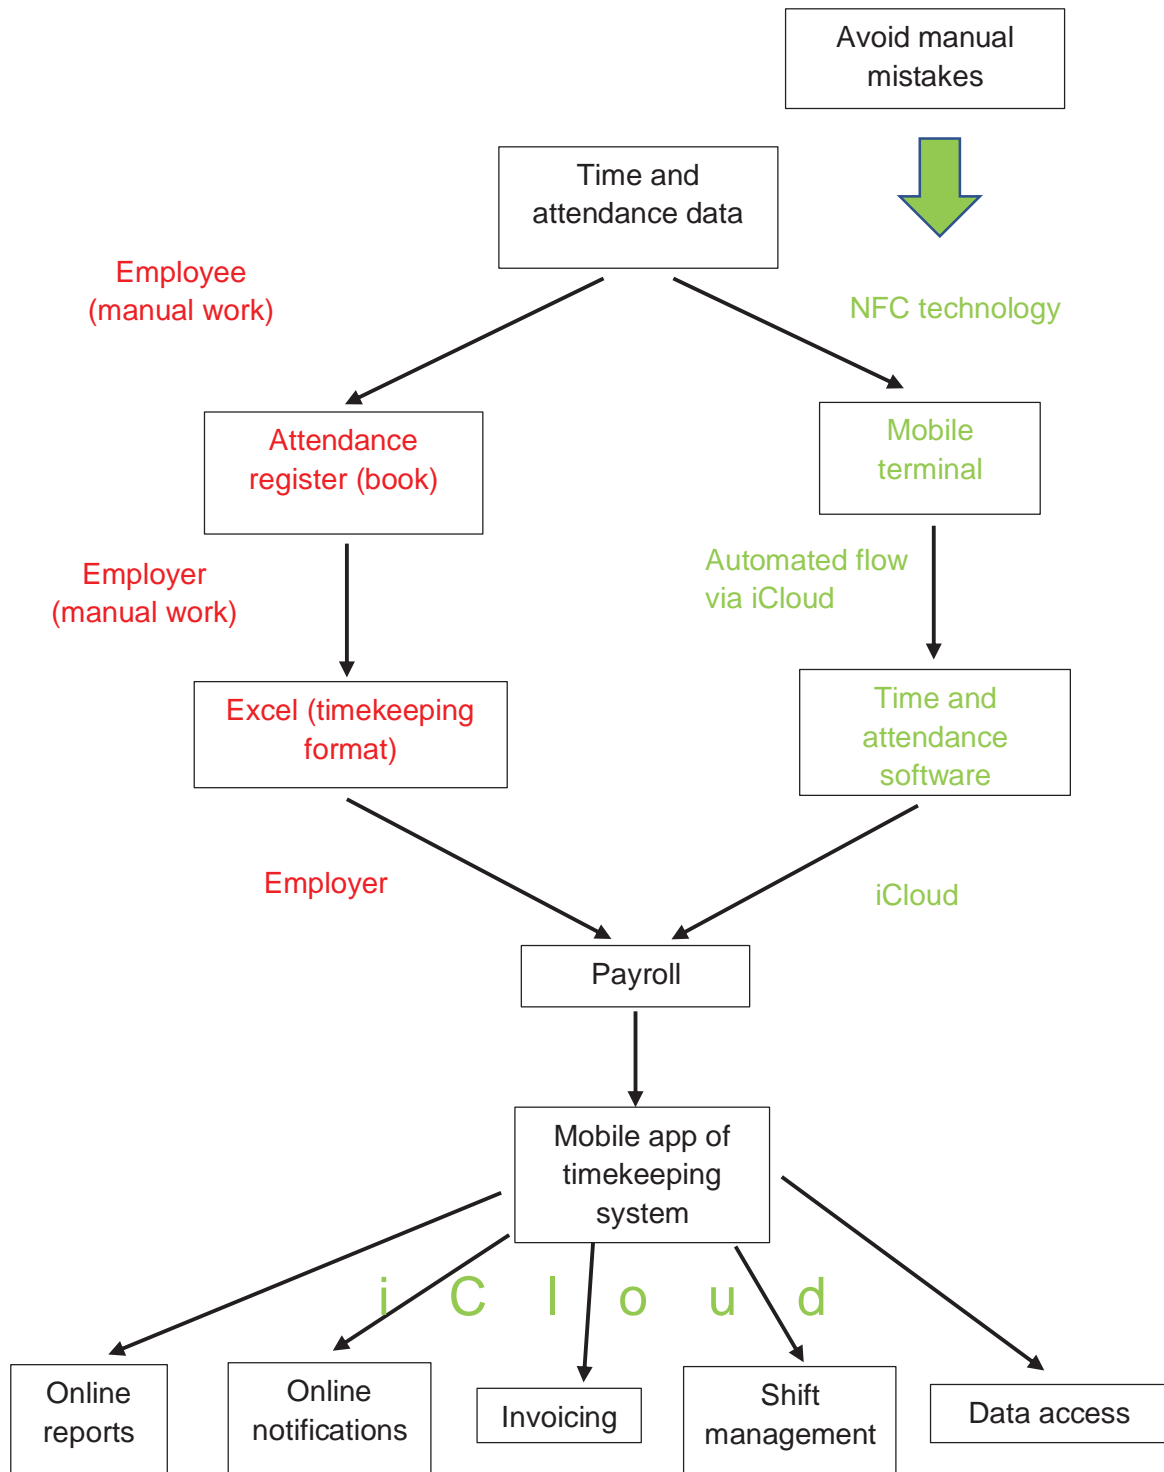 Avoid manual
mistakes
Time and
attendance data
Employee
(manual work)
NFC technology
Attendance
register (book)
Mobile
terminal
Employer
(manual work)
Automated flow
via iCloud
Excel (timekeeping
format)
Time and
attendance
software
Employer
iCloud
Payroll
Mobile app of
timekeeping
system
i C l o u d
Online
reports
Online
notifications
Invoicing
Shift
management
Data access